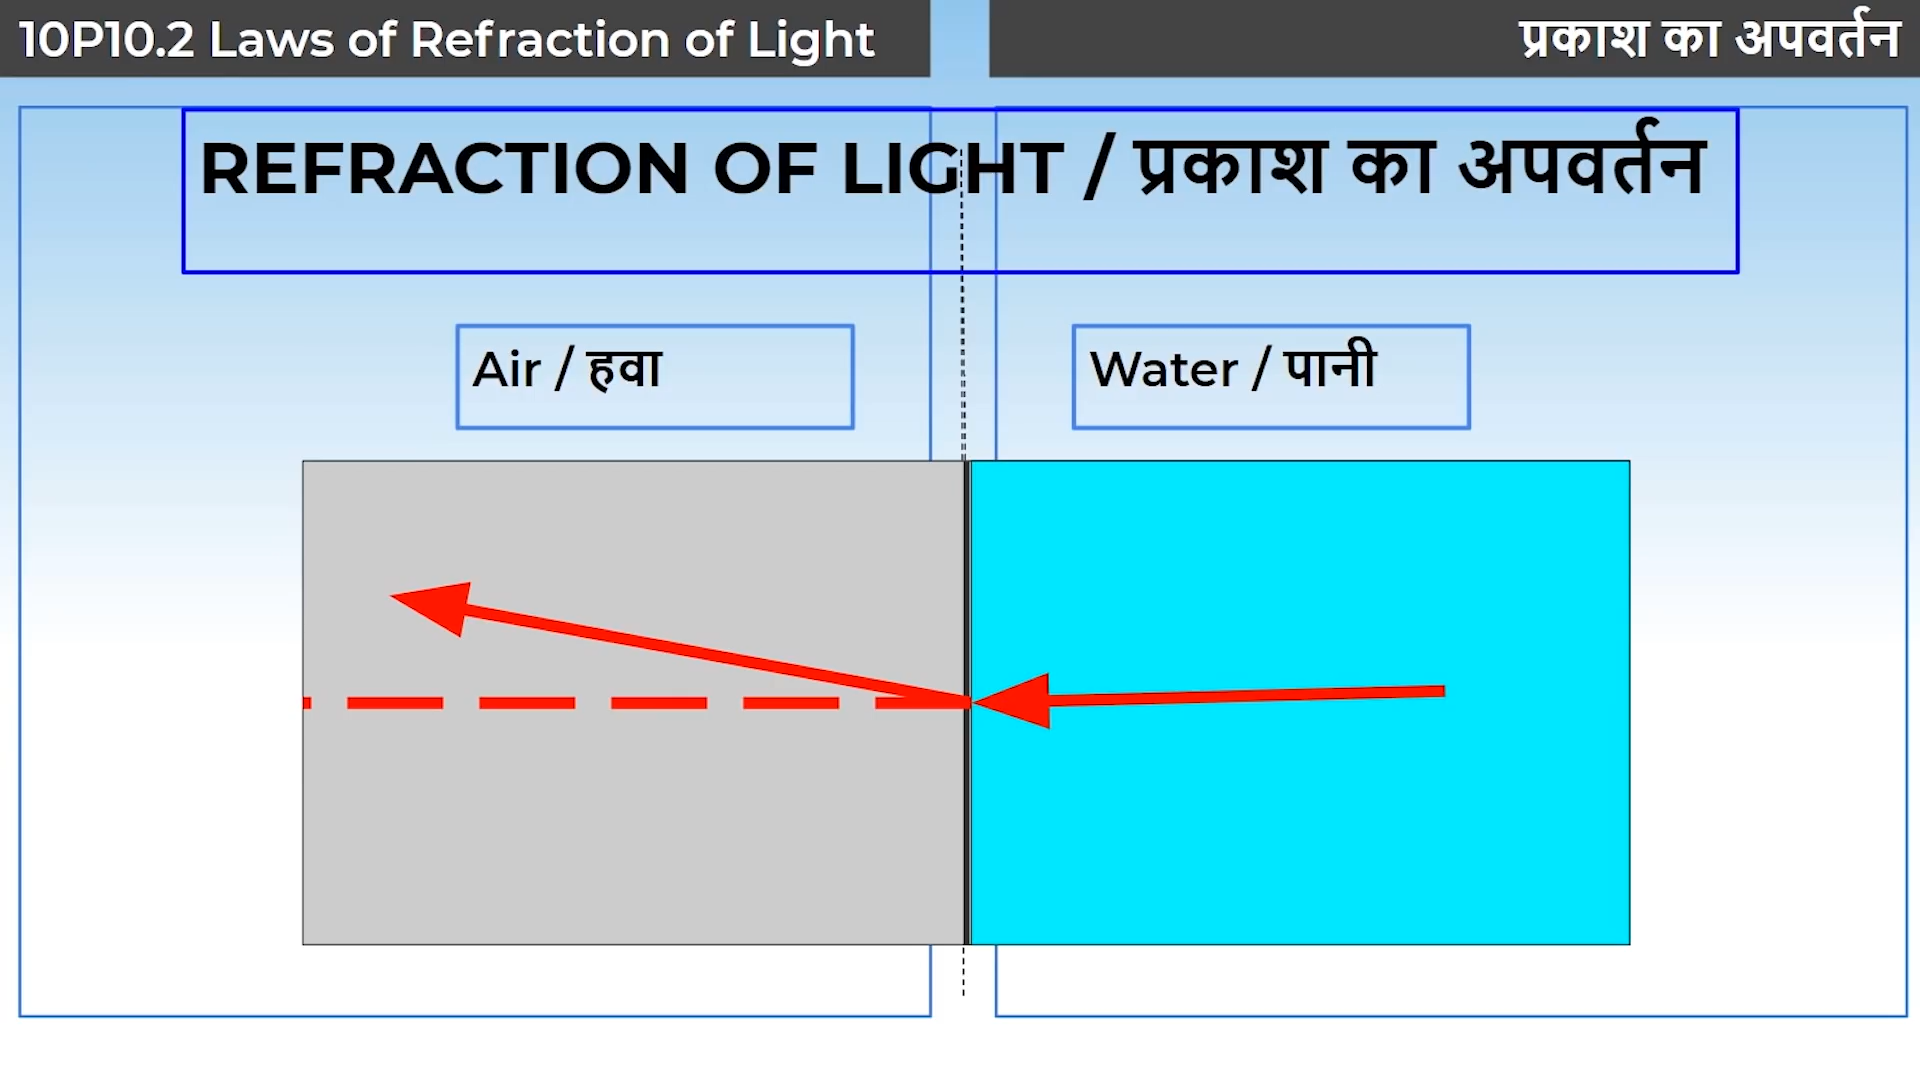 10P10.2 Laws of Refraction of Light
प्रकाश का अपवर्तन
REFRACTION OF LIGHT / प्रकाश का अपवर्तन
Air / हवा
Water / पानी